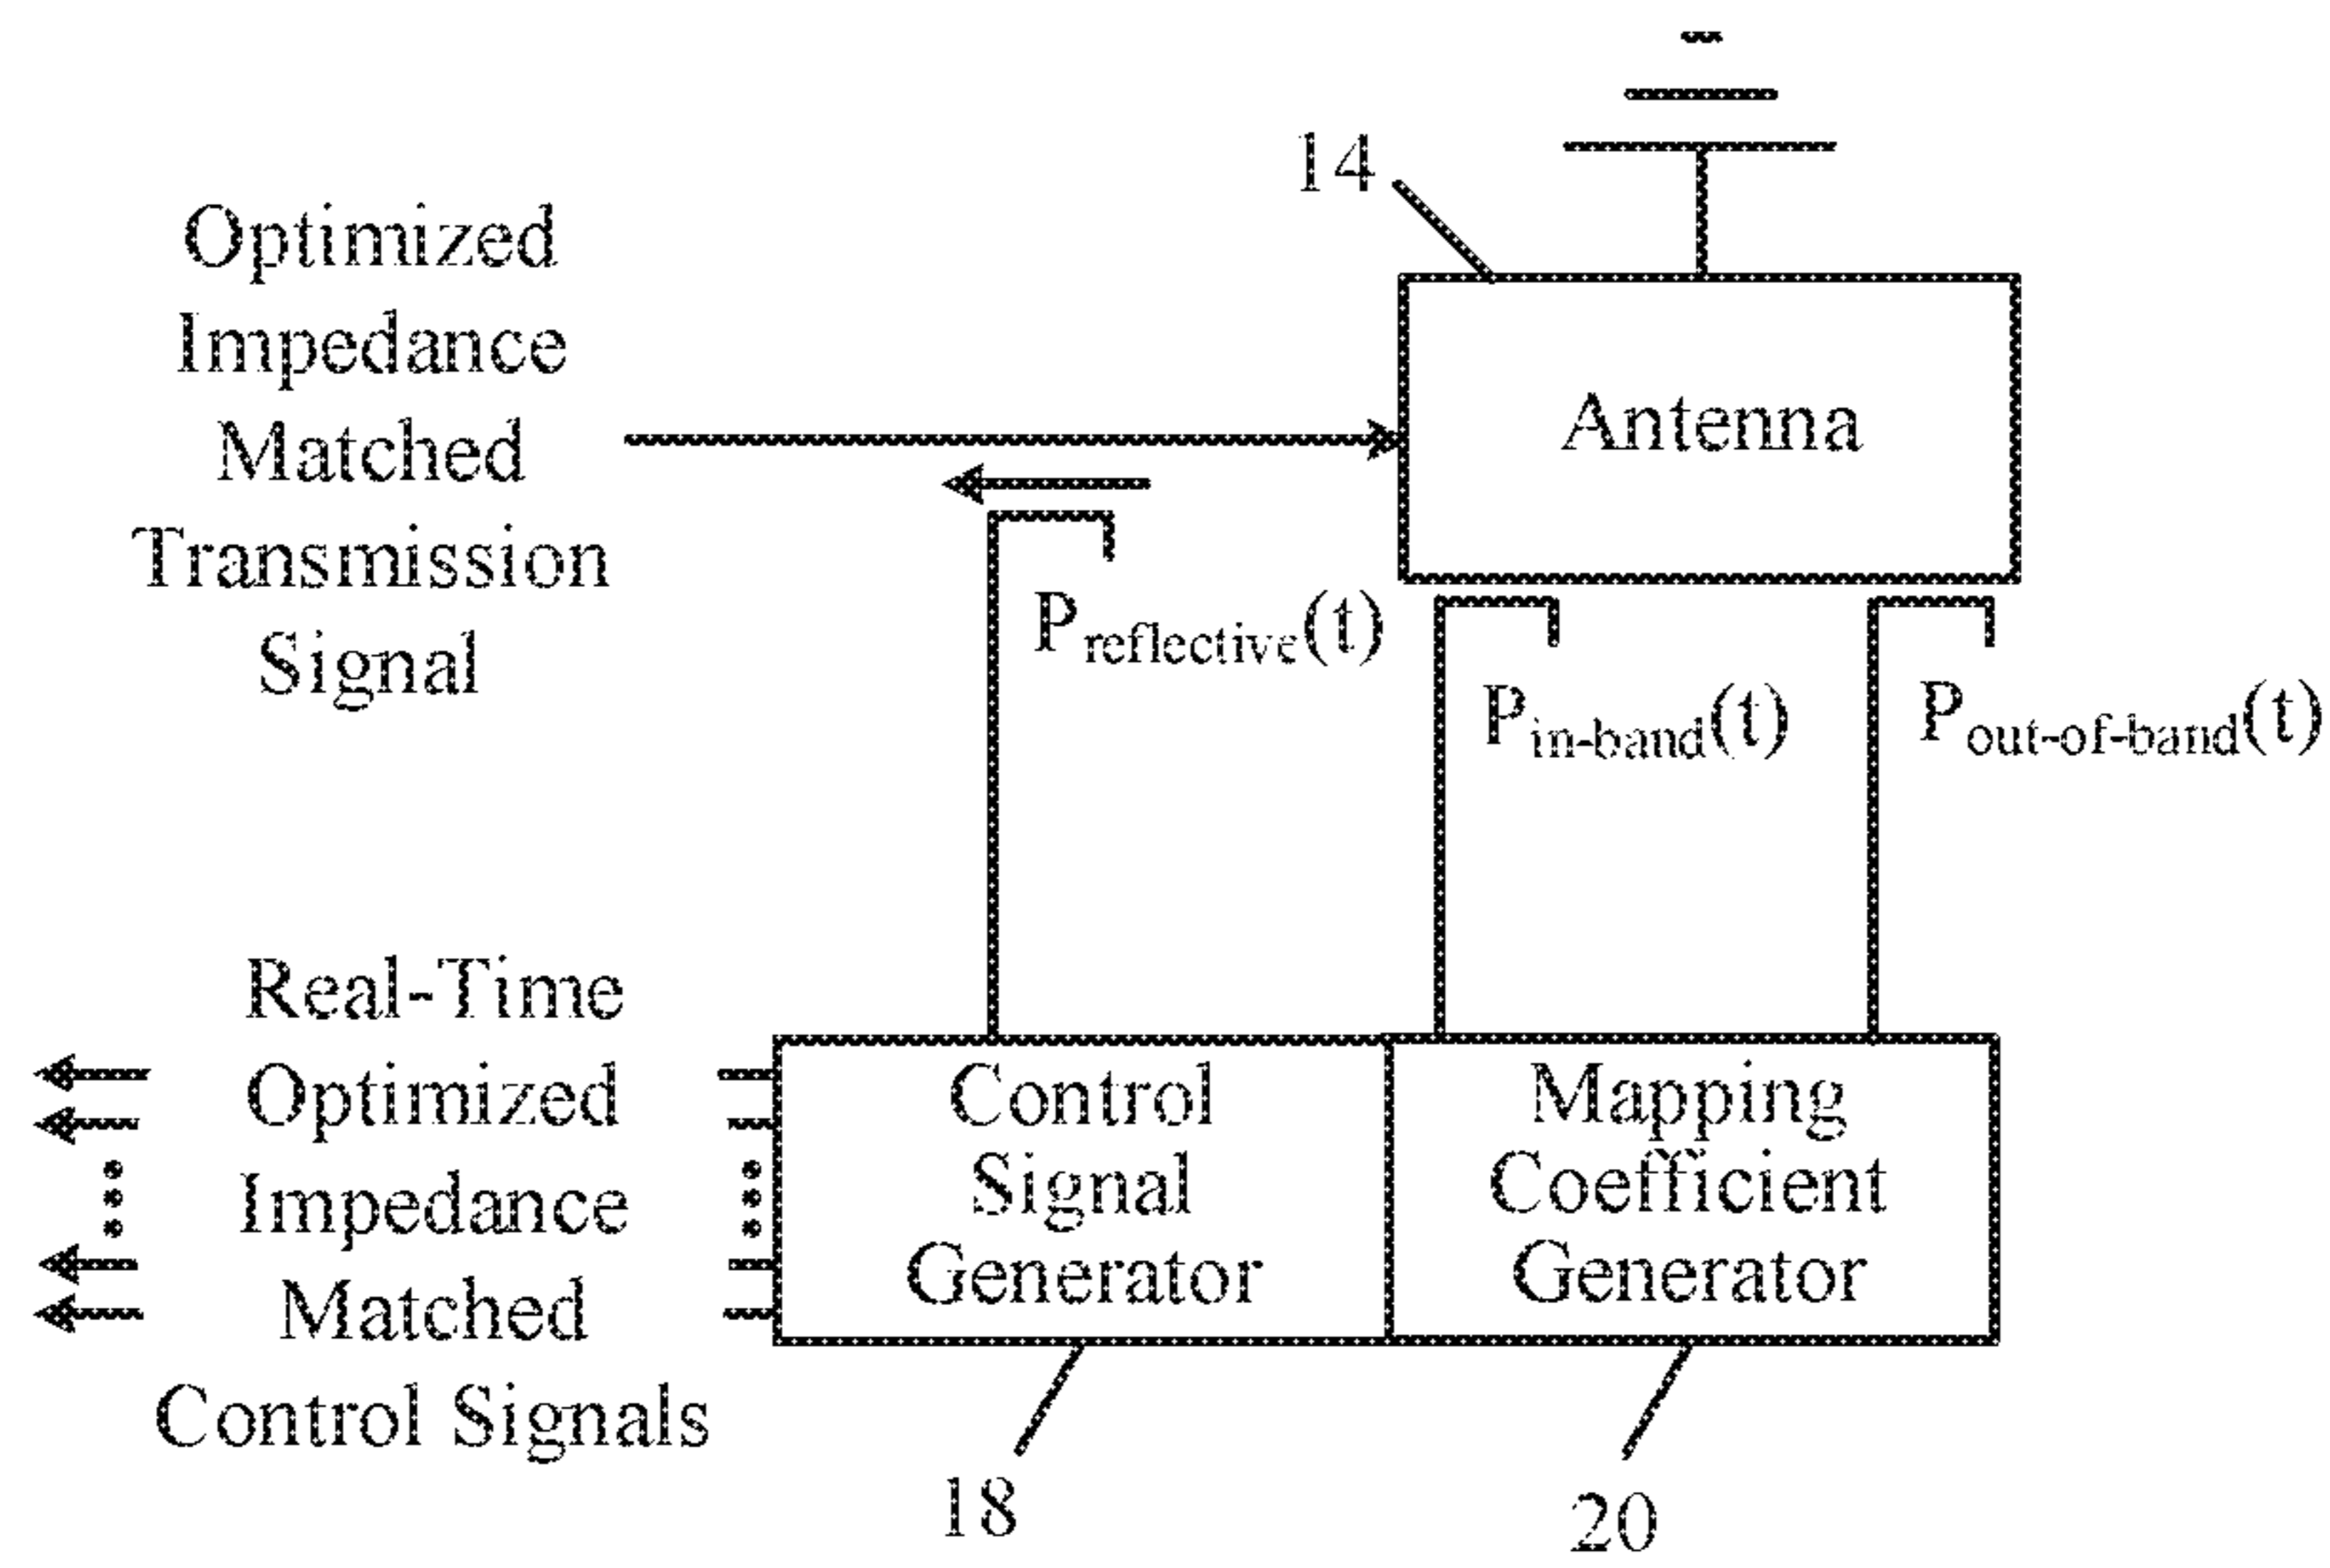 14
Optimized
Impedance
Matched
Transmission
Signal
Antenna
Preflective(t)
Pin-band(t)
Pout-of-band(t)
Real-Time
Optimized
Impedance
Matched
Control Signals
Control
Signal
Generator
Mapping
Coefficient
Generator
18
20